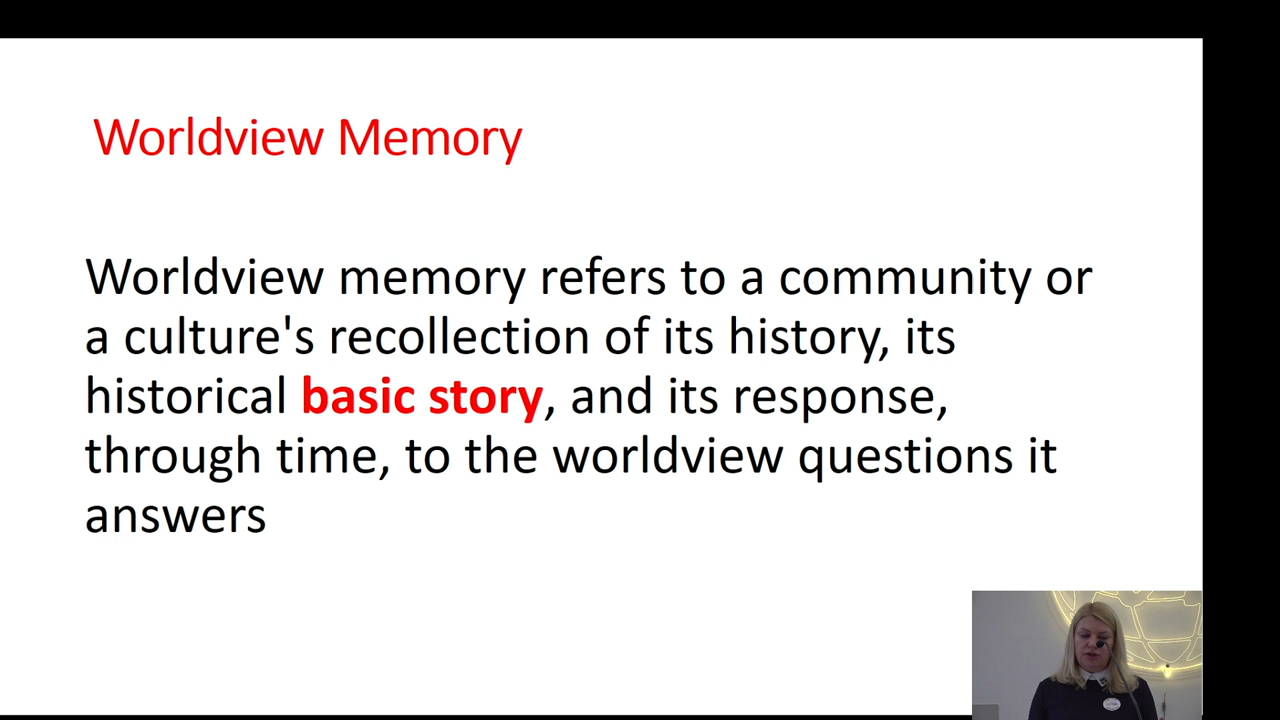 Worldview Memory
Worldview memory refers to a community or
a culture's recollection of its history, its
historical basic story, and its response,
through time, to the worldview questions it
answers